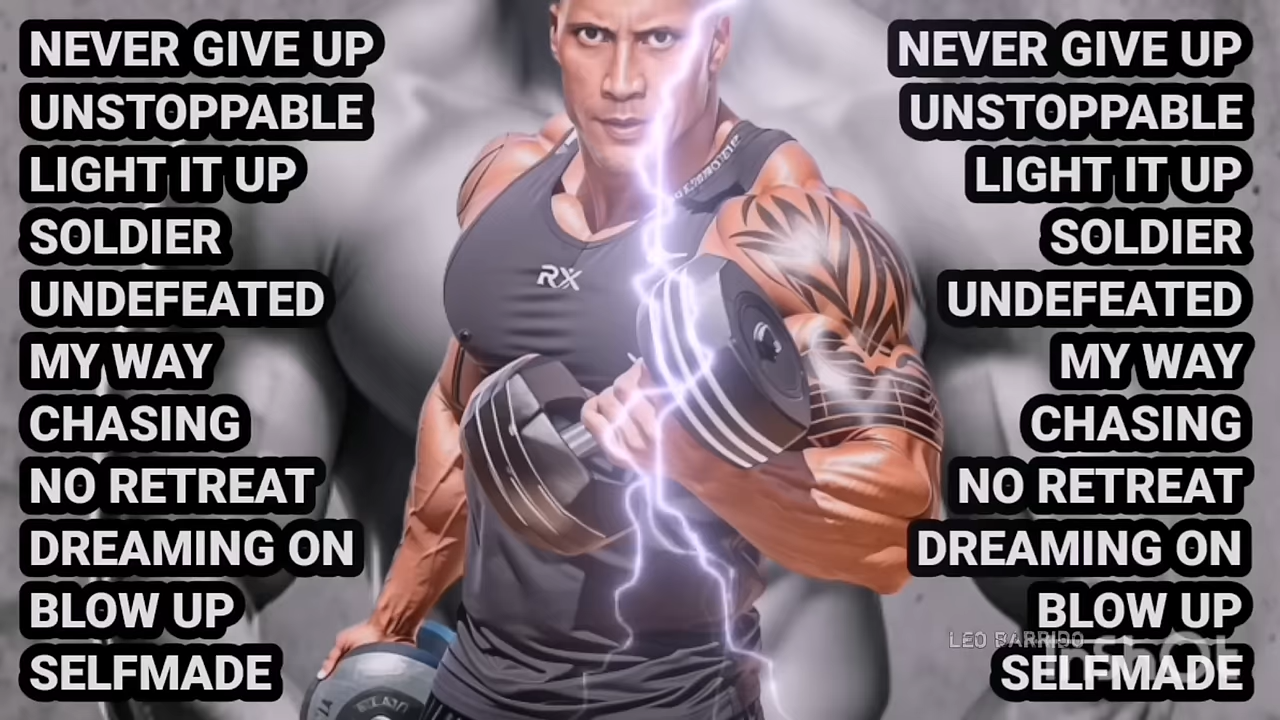 NEVER GIVE UP
UNSTOPPABLE
LIGHT IT UP
SOLDIER
UNDEFEATED
MY WAY
CHASING
NO RETREAT
DREAMING ON
BLOW UP
SELFMADE
RX
NEVER GIVE UP
UNSTOPPABLE
LIGHT IT UP
SOLDIER
UNDEFEATED
MY WAY
CHASING
NO RETREAT
DREAMING ON
BLOW UP
LEO BARRIDO
InShOt
SELFMADE